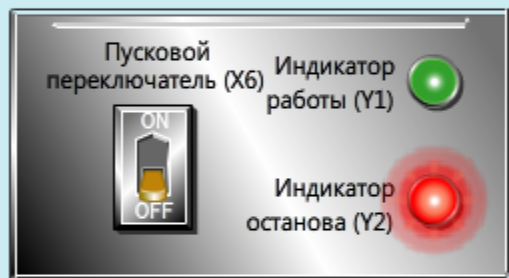 Пусковой
переключатель (X6)
ON
OFF
Индикатор
работы (Y1)
Индикатор
останова (Y2)